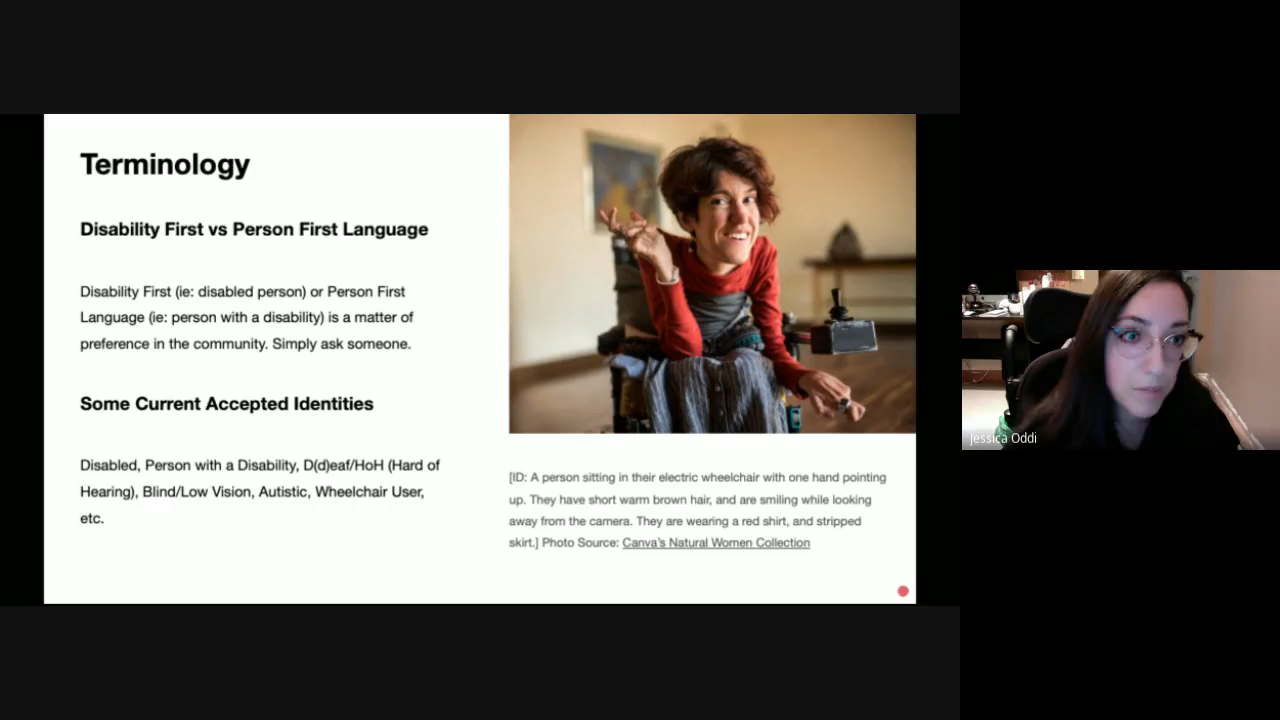 Terminology
Disability First vs Person First Language
Disability First (ie: disabled person) or Person First
Language (ie: person with a disability) is a matter of
preference in the community. Simply ask someone.
Some Current Accepted Identities
Disabled, Person with a Disability, D(d)eaf/HoH (Hard of
Hearing), Blind/Low Vision, Autistic, Wheelchair User,
etc.
[ID: A person sitting in their electric wheelchair with one hand pointing
up. They have short warm brown hair, and are smiling while looking
away from the camera. They are wearing a red shirt, and stripped
skirt.] Photo Source: Canva's Natural Women Collection
Jessica Oddi